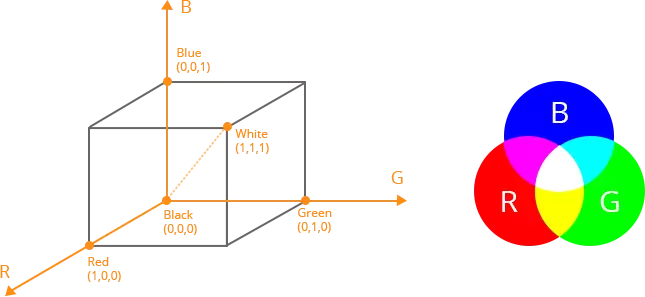 B
Blue
(0,0,1)
White
(1,1,1)
G
Black
(0,0,0)
Green
(0,1,0)
Red
(1,0,0)
R
B
R
G